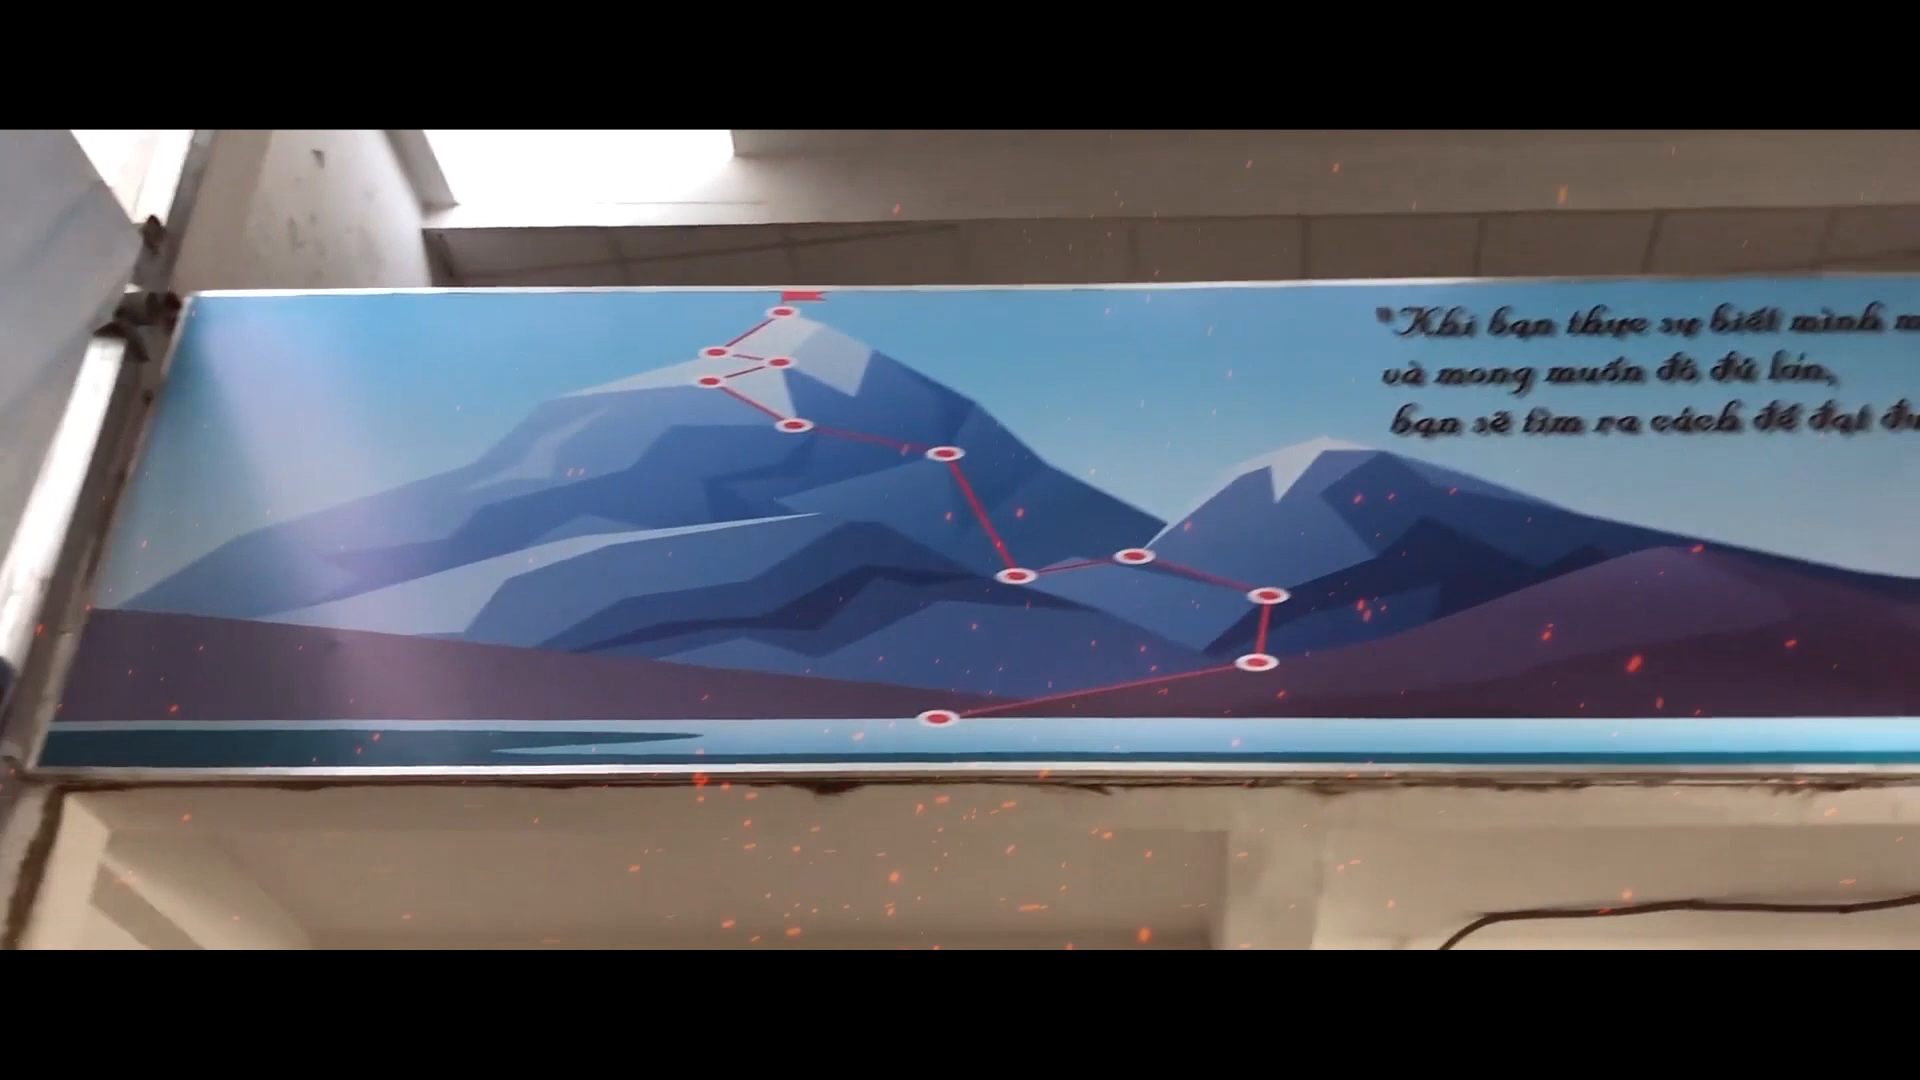 "Khi bạn thực sự biết mình m
và mong muốn đó đủ lớn,
bạn sẽ tìm ra cách để đạt đư